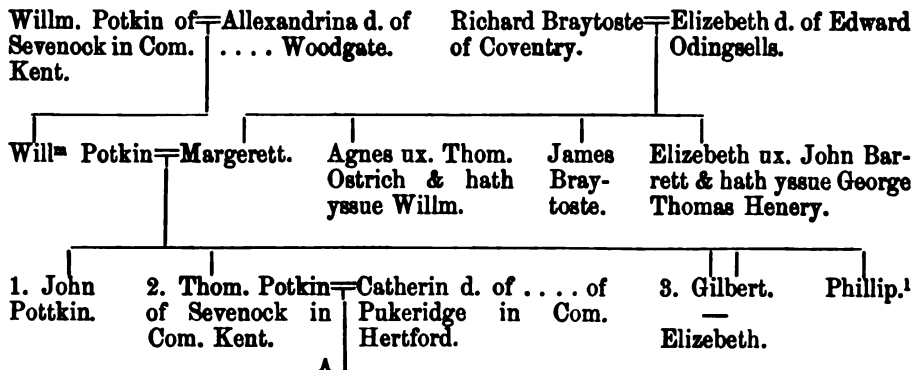 Willm. Potkin of Allexandrina d. of Richard Braytoste Elizebeth d. of Edward
Sevenock in Com. . . . . Woodgate. of Coventry. Odingsells.
Kent.
Willᵐ Potkin Margerett. Agnes ux. Thom. James Elizebeth ux. John Bar-
Ostrich & hath Bray- rett & hath yssue George
yssue Willm. toste. Thomas Henery.
1. John 2. Thom. Potkin Catherin d. of . . . . of 3. Gilbert. Phillip.¹
Pottkin. of Sevenock in Pukeridge in Com.
Com. Kent. Hertford. Elizebeth.
A